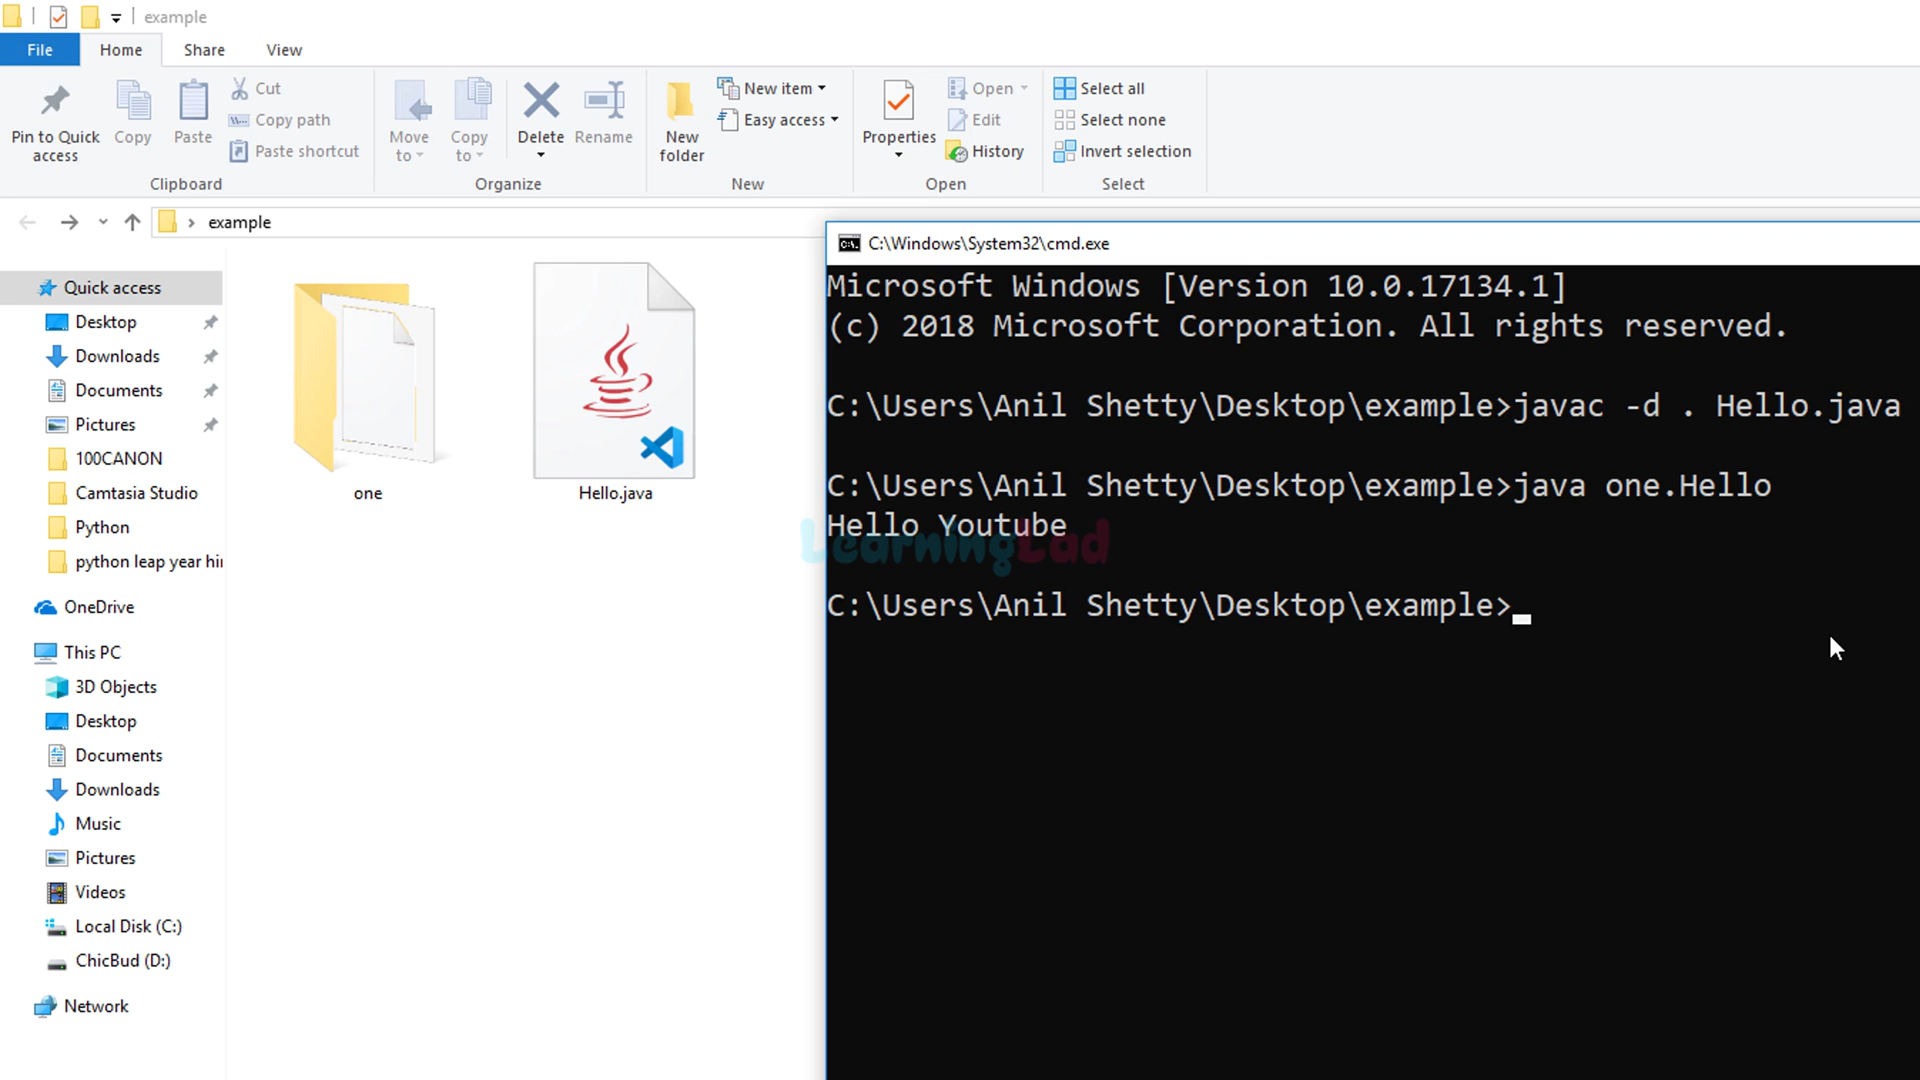 example
File Home Share View
Pin to Quick access
Copy
Paste
Cut
Copy path
Paste shortcut
Clipboard
Move to
Copy to
Delete
Rename
Organize
New folder
New item
Easy access
New
Properties
Open
Edit
History
Open
Select all
Select none
Invert selection
Select
example
Quick access
Desktop
Downloads
Documents
Pictures
100CANON
Camtasia Studio
Python
python leap year hi
OneDrive
This PC
3D Objects
Desktop
Documents
Downloads
Music
Pictures
Videos
Local Disk (C:)
ChicBud (D:)
Network
one
Hello.java
C:\Windows\System32\cmd.exe
Microsoft Windows [Version 10.0.17134.1]
(c) 2018 Microsoft Corporation. All rights reserved.
C:\Users\Anil Shetty\Desktop\example>javac -d . Hello.java
C:\Users\Anil Shetty\Desktop\example>java one.Hello
Hello Youtube
LearningLad
C:\Users\Anil Shetty\Desktop\example>